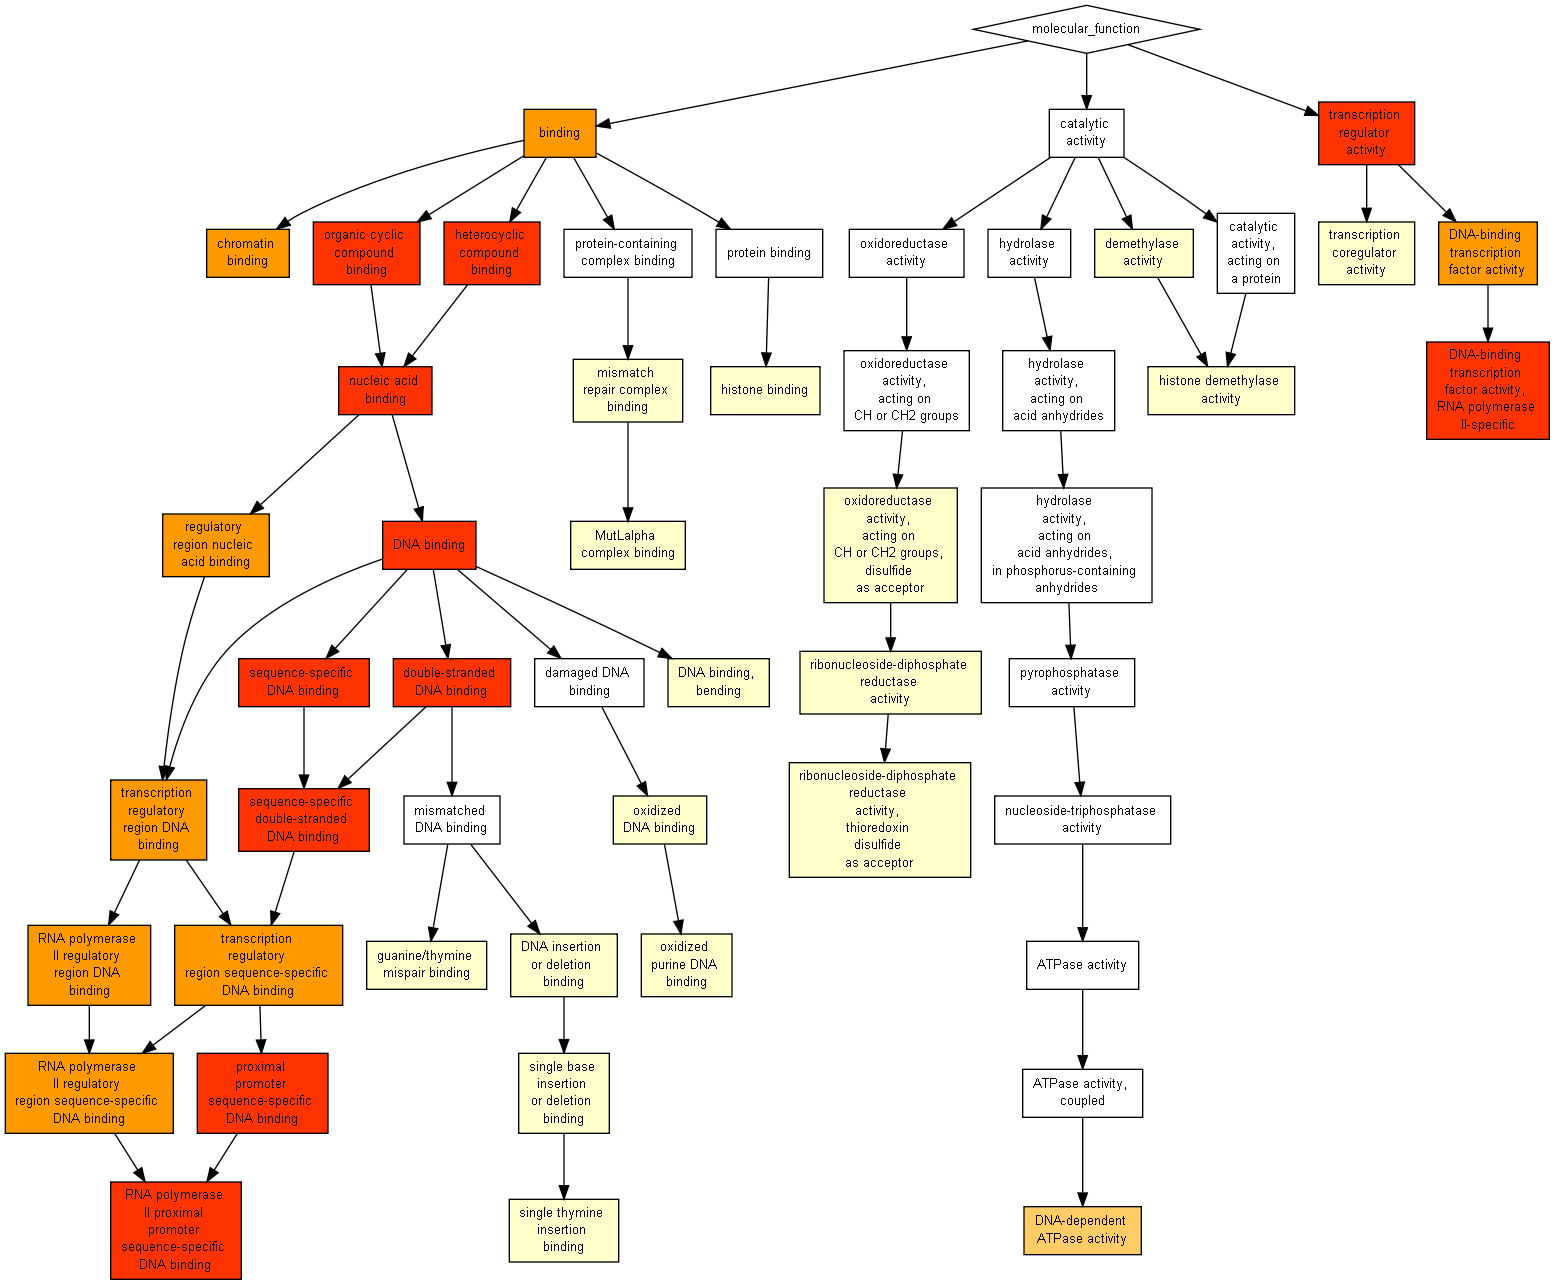 molecular_function
binding
catalytic
activity
transcription
regulator
activity
chromatin
binding
organic cyclic
compound
binding
heterocyclic
compound
binding
protein-containing
complex binding
protein binding
oxidoreductase
activity
hydrolase
activity
demethylase
activity
catalytic
activity,
acting on
a protein
transcription
coregulator
activity
DNA-binding
transcription
factor activity
nucleic acid
binding
mismatch
repair complex
binding
histone binding
oxidoreductase
activity,
acting on
CH or CH2 groups
hydrolase
activity,
acting on
acid anhydrides
histone demethylase
activity
DNA-binding
transcription
factor activity,
RNA polymerase
II-specific
regulatory
region nucleic
acid binding
DNA binding
MutLalpha
complex binding
oxidoreductase
activity,
acting on
CH or CH2 groups,
disulfide
as acceptor
hydrolase
activity,
acting on
acid anhydrides,
in phosphorus-containing
anhydrides
sequence-specific
DNA binding
double-stranded
DNA binding
damaged DNA
binding
DNA binding,
bending
ribonucleoside-diphosphate
reductase
activity
pyrophosphatase
activity
transcription
regulatory
region DNA
binding
sequence-specific
double-stranded
DNA binding
mismatched
DNA binding
oxidized
DNA binding
ribonucleoside-diphosphate
reductase
activity,
thioredoxin
disulfide
as acceptor
nucleoside-triphosphatase
activity
RNA polymerase
II regulatory
region DNA
binding
transcription
regulatory
region sequence-specific
DNA binding
guanine/thymine
mispair binding
DNA insertion
or deletion
binding
oxidized
purine DNA
binding
ATPase activity
RNA polymerase
II regulatory
region sequence-specific
DNA binding
proximal
promoter
sequence-specific
DNA binding
single base
insertion
or deletion
binding
ATPase activity,
coupled
RNA polymerase
II proximal
promoter
sequence-specific
DNA binding
single thymine
insertion
binding
DNA-dependent
ATPase activity